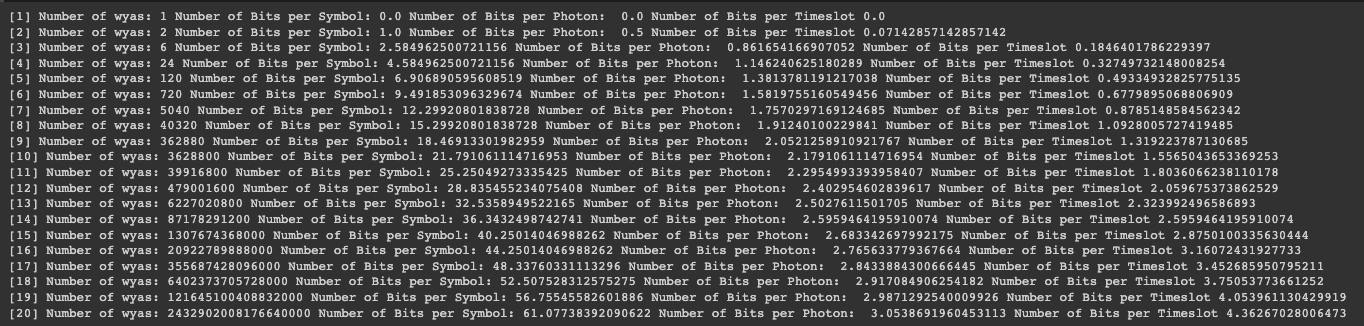 [1] Number of wyas: 1 Number of Bits per Symbol: 0.0 Number of Bits per Photon:  0.0 Number of Bits per Timeslot 0.0
[2] Number of wyas: 2 Number of Bits per Symbol: 1.0 Number of Bits per Photon:  0.5 Number of Bits per Timeslot 0.07142857142857142
[3] Number of wyas: 6 Number of Bits per Symbol: 2.584962500721156 Number of Bits per Photon:  0.861654166907052 Number of Bits per Timeslot 0.1846401786229397
[4] Number of wyas: 24 Number of Bits per Symbol: 4.584962500721156 Number of Bits per Photon:  1.146240625180289 Number of Bits per Timeslot 0.32749732148008254
[5] Number of wyas: 120 Number of Bits per Symbol: 6.906890595608519 Number of Bits per Photon:  1.3813781191217038 Number of Bits per Timeslot 0.49334932825775135
[6] Number of wyas: 720 Number of Bits per Symbol: 9.491853096329674 Number of Bits per Photon:  1.5819755160549456 Number of Bits per Timeslot 0.6779895068806909
[7] Number of wyas: 5040 Number of Bits per Symbol: 12.29920801838728 Number of Bits per Photon:  1.7570297169124685 Number of Bits per Timeslot 0.8785148584562342
[8] Number of wyas: 40320 Number of Bits per Symbol: 15.29920801838728 Number of Bits per Photon:  1.91240100229841 Number of Bits per Timeslot 1.0928005727419485
[9] Number of wyas: 362880 Number of Bits per Symbol: 18.46913301982959 Number of Bits per Photon:  2.0521258910921767 Number of Bits per Timeslot 1.319223787130685
[10] Number of wyas: 3628800 Number of Bits per Symbol: 21.791061114716953 Number of Bits per Photon:  2.1791061114716954 Number of Bits per Timeslot 1.5565043653369253
[11] Number of wyas: 39916800 Number of Bits per Symbol: 25.25049273335425 Number of Bits per Photon:  2.2954993393958407 Number of Bits per Timeslot 1.8036066238110178
[12] Number of wyas: 479001600 Number of Bits per Symbol: 28.835455234075408 Number of Bits per Photon:  2.402954602839617 Number of Bits per Timeslot 2.059675373862529
[13] Number of wyas: 6227020800 Number of Bits per Symbol: 32.5358949522165 Number of Bits per Photon:  2.5027611501705 Number of Bits per Timeslot 2.323992496586893
[14] Number of wyas: 87178291200 Number of Bits per Symbol: 36.3432498742741 Number of Bits per Photon:  2.5959464195910074 Number of Bits per Timeslot 2.5959464195910074
[15] Number of wyas: 1307674368000 Number of Bits per Symbol: 40.25014046988262 Number of Bits per Photon:  2.683342697992175 Number of Bits per Timeslot 2.8750100335630444
[16] Number of wyas: 20922789888000 Number of Bits per Symbol: 44.25014046988262 Number of Bits per Photon:  2.765633779367664 Number of Bits per Timeslot 3.16072431927733
[17] Number of wyas: 355687428096000 Number of Bits per Symbol: 48.33760331113296 Number of Bits per Photon:  2.8433884300666445 Number of Bits per Timeslot 3.452685950795211
[18] Number of wyas: 6402373705728000 Number of Bits per Symbol: 52.507528312575275 Number of Bits per Photon:  2.917084906254182 Number of Bits per Timeslot 3.75053773661252
[19] Number of wyas: 121645100408832000 Number of Bits per Symbol: 56.75545582601886 Number of Bits per Photon:  2.9871292540009926 Number of Bits per Timeslot 4.053961130429919
[20] Number of wyas: 2432902008176640000 Number of Bits per Symbol: 61.07738392090622 Number of Bits per Photon:  3.0538691960453113 Number of Bits per Timeslot 4.36267028006473